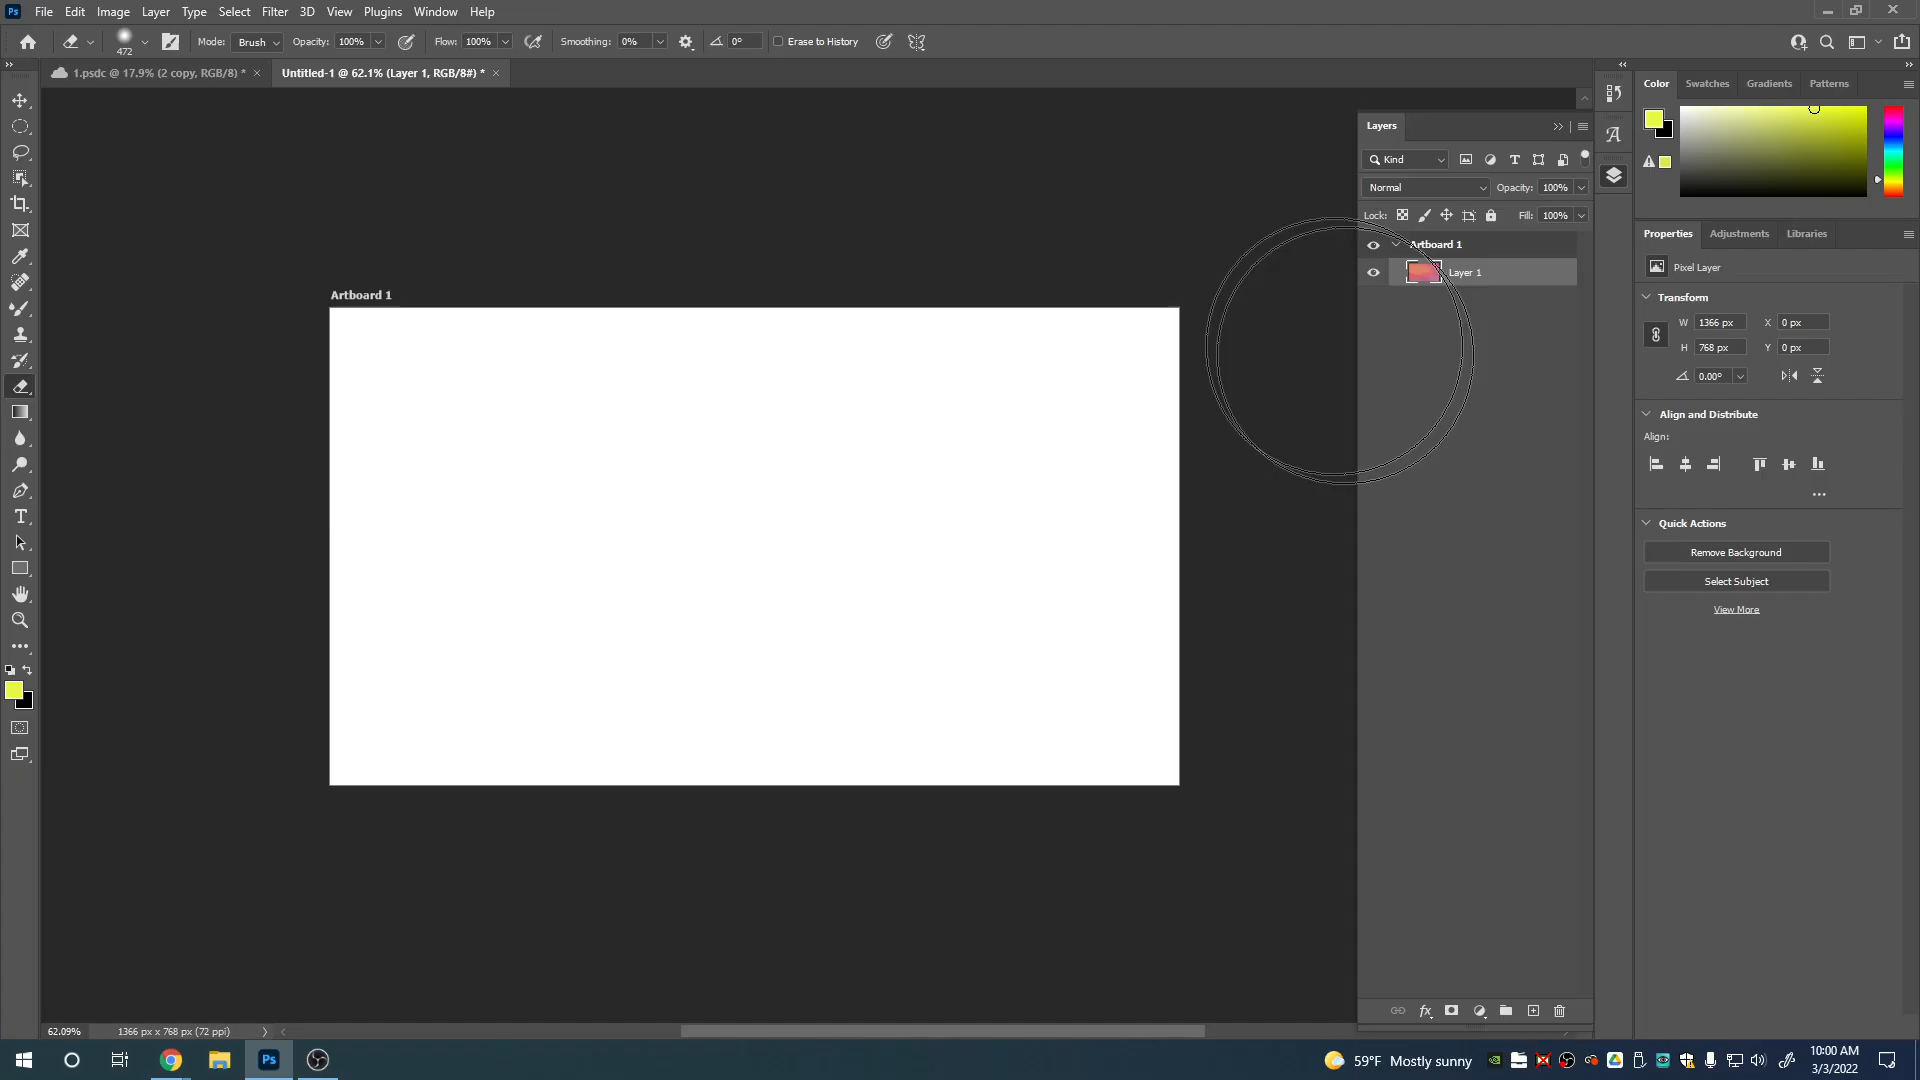 Ps File Edit Image Layer Type Select Filter 3D View Plugins Window Help
472 Mode: Brush Opacity: 100% Flow: 100% Smoothing: 0% 0° Erase to History
1.psdc @ 17.9% (2 copy, RGB/8) * Untitled-1 @ 62.1% (Layer 1, RGB/8#) *
Color Swatches Gradients Patterns
Layers
Kind
Normal Opacity: 100%
Lock: Fill: 100%
Artboard 1
Layer 1
Properties Adjustments Libraries
Pixel Layer
Transform
W 1366 px X 0 px
H 768 px Y 0 px
0.00°
Align and Distribute
Align:
Quick Actions
Remove Background
Select Subject
View More
Artboard 1
62.09% 1366 px x 768 px (72 ppi)
Ps 59°F Mostly sunny 10:00 AM
3/3/2022